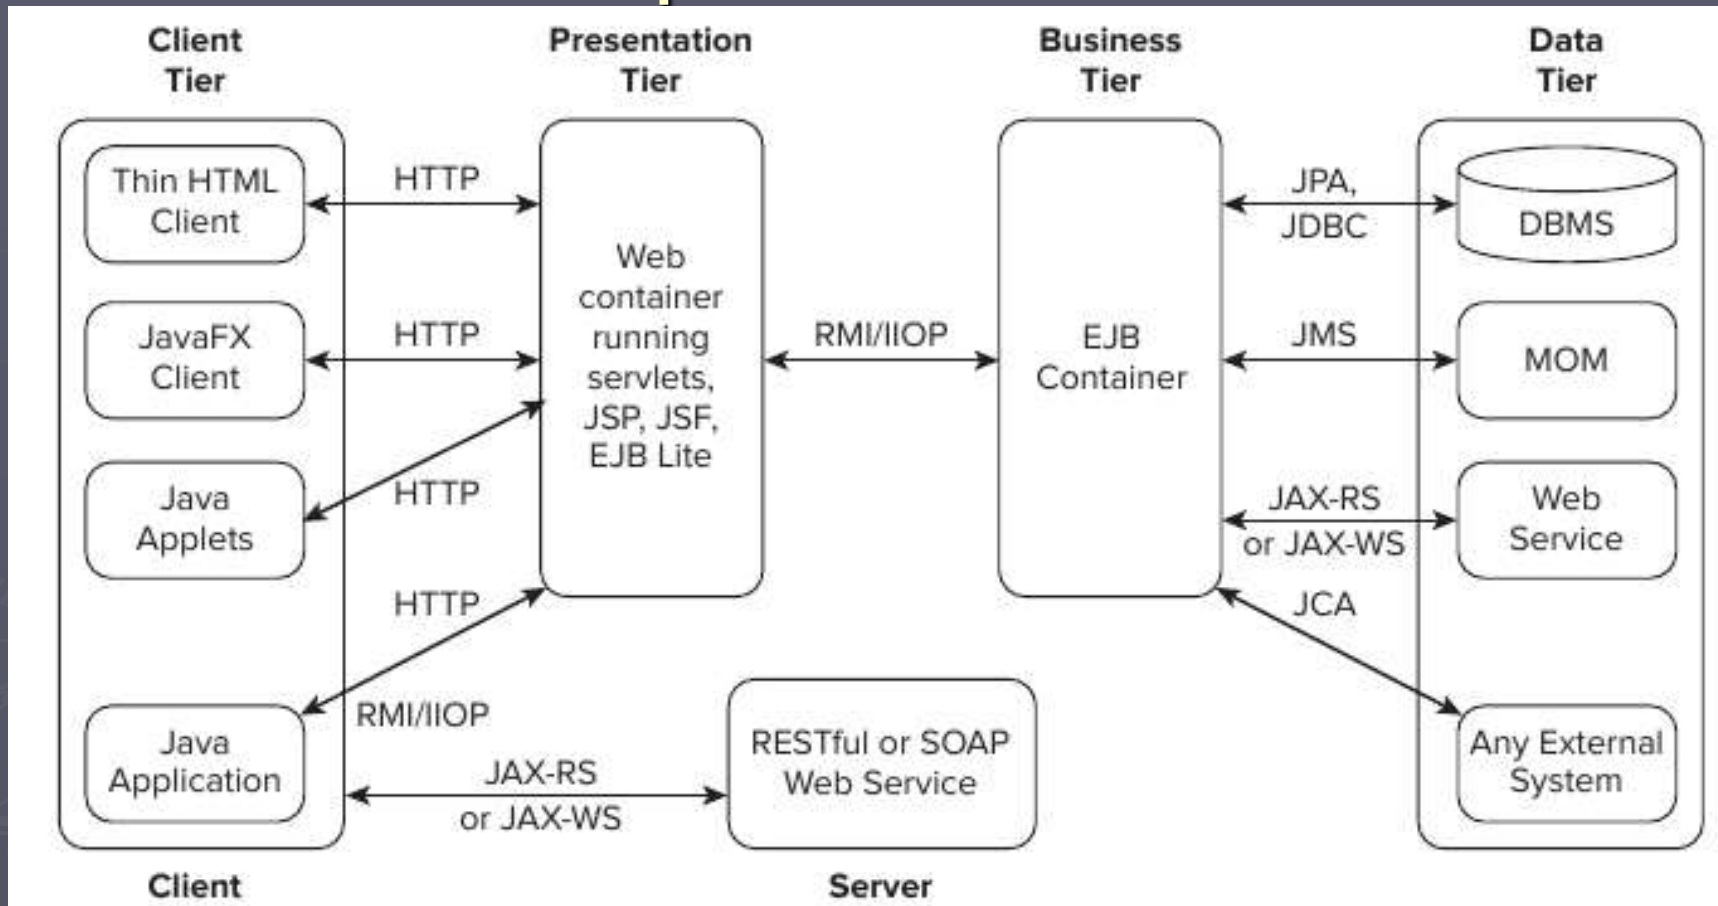 Client
Tier
Presentation
Tier
Business
Tier
Data
Tier
Thin HTML
Client
HTTP
JavaFX
Client
HTTP
Java
Applets
HTTP
HTTP
Java
Application
RMI/IIOP
JAX-RS
or JAX-WS
Web
container
running
servlets,
JSP, JSF,
EJB Lite
RMI/IIOP
RESTful or SOAP
Web Service
EJB
Container
JPA,
JDBC
JMS
JAX-RS
or JAX-WS
JCA
DBMS
MOM
Web
Service
Any External
System
Client
Server